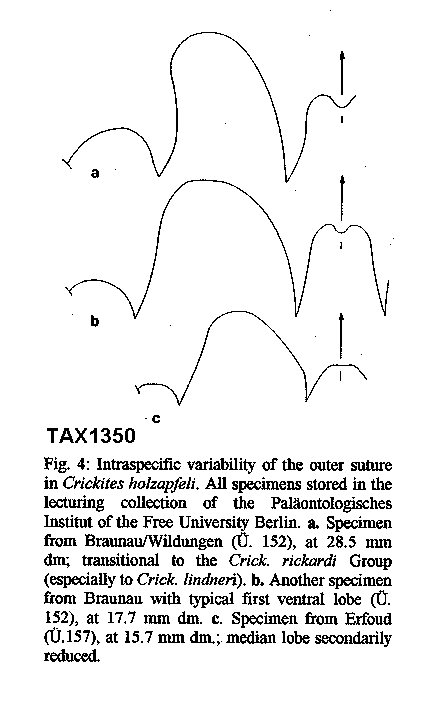 a
b
c
TAX1350
Fig. 4: Intraspecific variability of the outer suture
in Crickites holzapfeli. All specimens stored in the
lecturing collection of the Paläontologisches
Institut of the Free University Berlin. a. Specimen
from Braunau/Wildungen (Ü. 152), at 28.5 mm
dm; transitional to the Crick. rickardi Group
(especially to Crick. lindneri). b. Another specimen
from Braunau with typical first ventral lobe (Ü.
152), at 17.7 mm dm. c. Specimen from Erfoud
(Ü.157), at 15.7 mm dm.; median lobe secondarily
reduced.